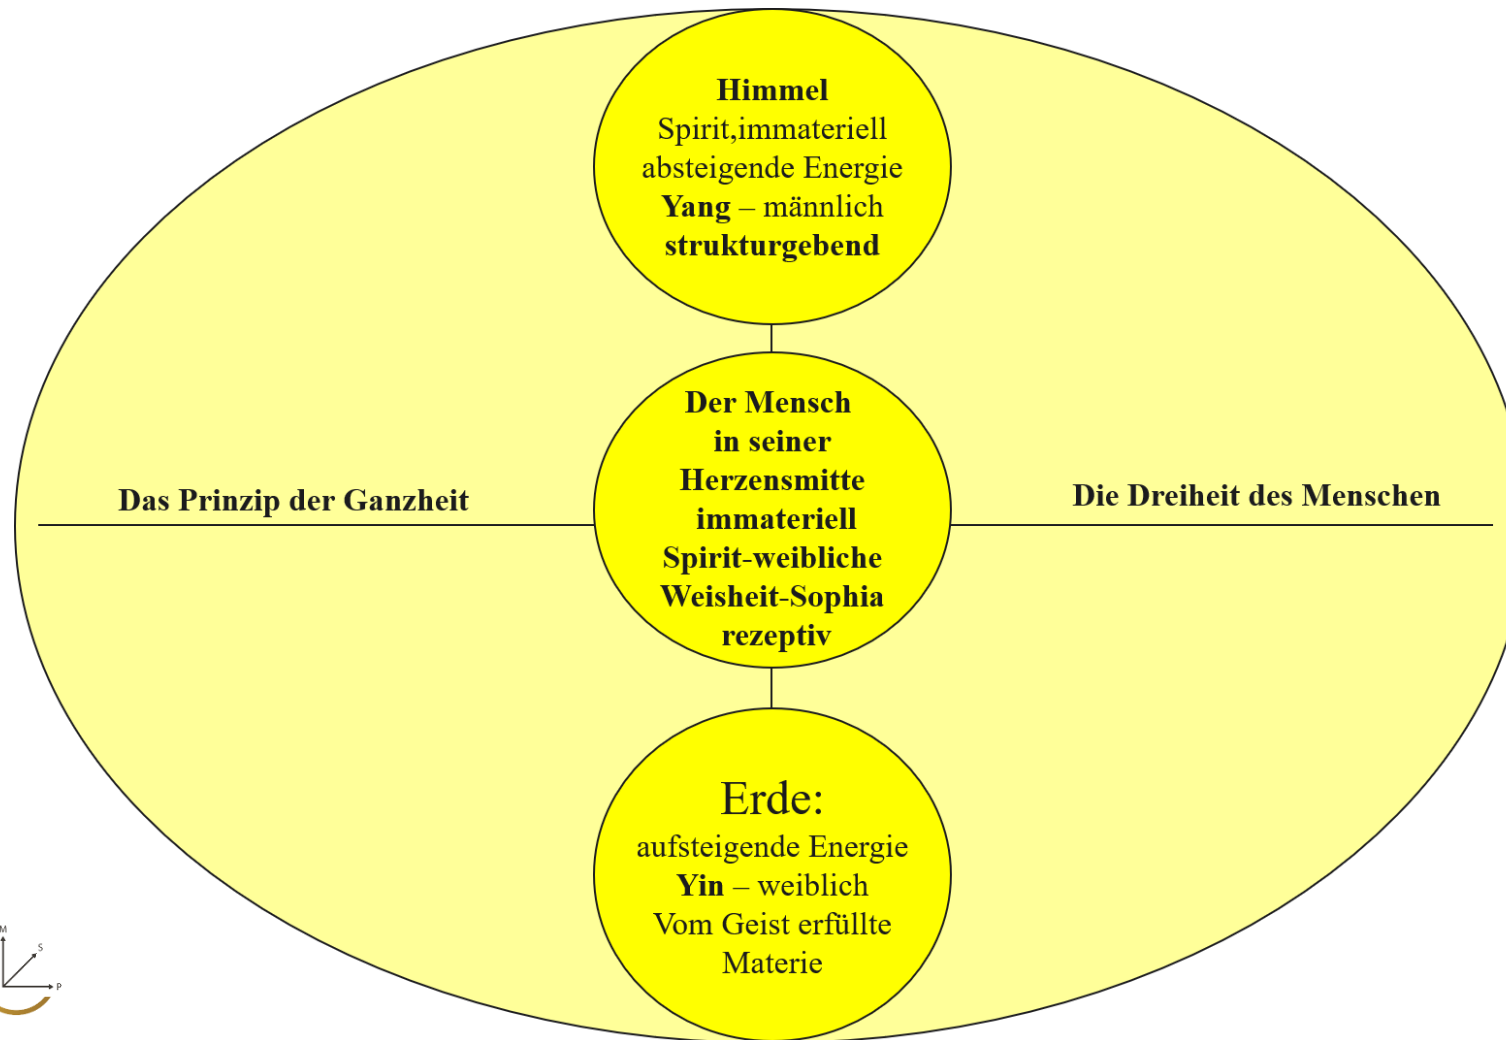 Himmel
Spirit,immateriell
absteigende Energie
Yang – männlich
strukturgebend
Der Mensch
in seiner
Herzensmitte
immateriell
Spirit-weibliche
Weisheit-Sophia
rezeptiv
Das Prinzip der Ganzheit
Die Dreiheit des Menschen
Erde:
aufsteigende Energie
Yin – weiblich
Vom Geist erfüllte
Materie
M
S
P